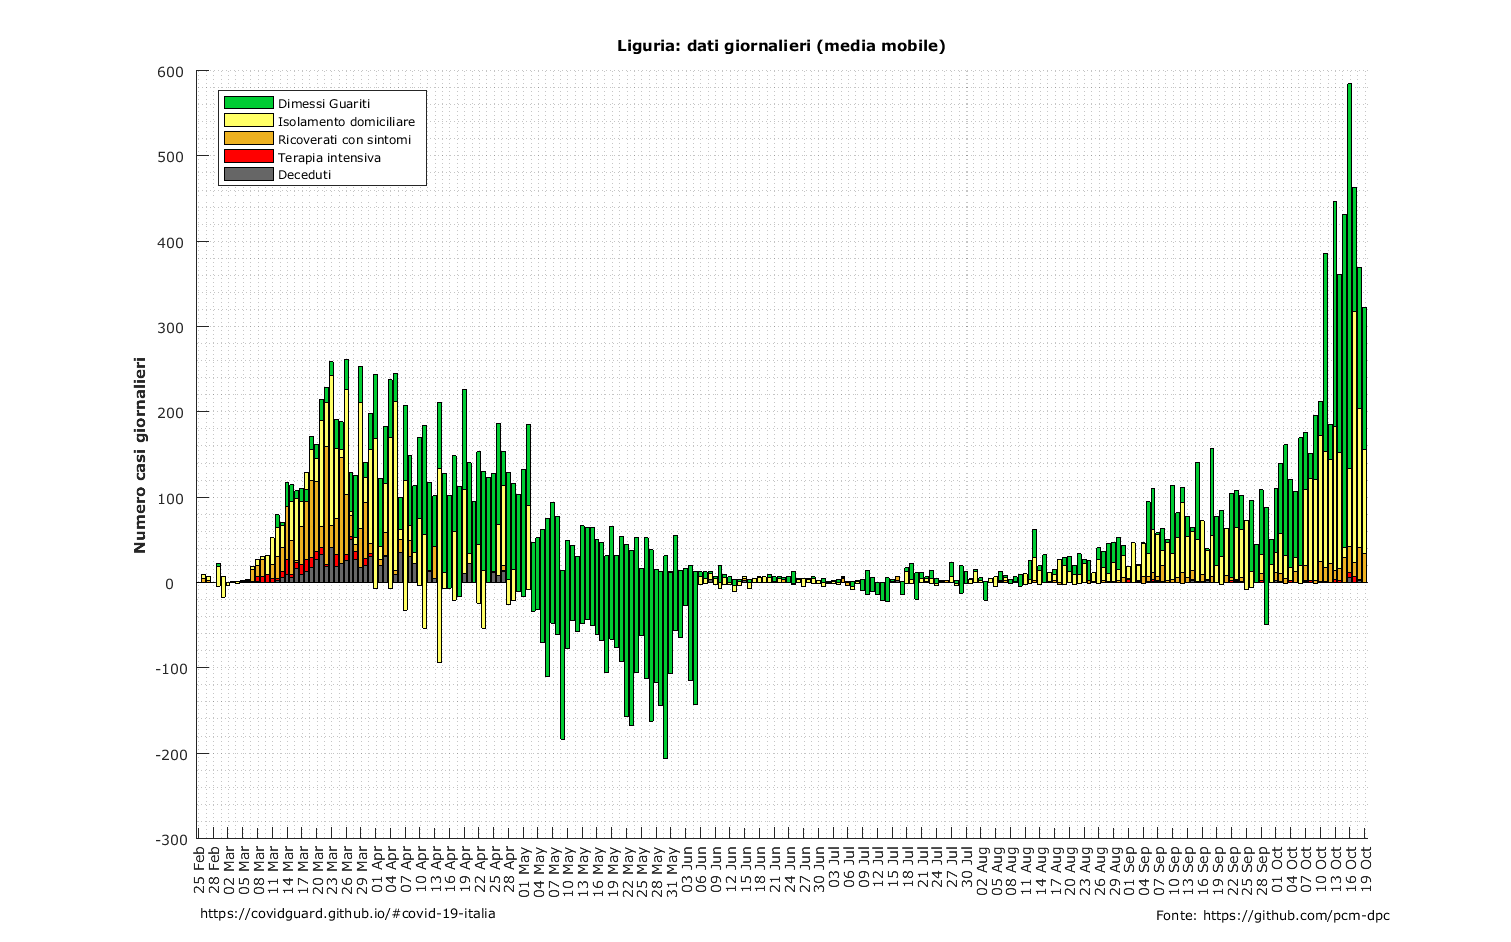 Liguria: dati giornalieri (media mobile)
Numero casi giornalieri
600
500
400
300
200
100
0
-100
-200
-300
Dimessi Guariti
Isolamento domiciliare
Ricoverati con sintomi
Terapia intensiva
Deceduti
25 Feb
28 Feb
02 Mar
05 Mar
08 Mar
11 Mar
14 Mar
17 Mar
20 Mar
23 Mar
26 Mar
29 Mar
01 Apr
04 Apr
07 Apr
10 Apr
13 Apr
16 Apr
19 Apr
22 Apr
25 Apr
28 Apr
01 May
04 May
07 May
10 May
13 May
16 May
19 May
22 May
25 May
28 May
31 May
03 Jun
06 Jun
09 Jun
12 Jun
15 Jun
18 Jun
21 Jun
24 Jun
27 Jun
30 Jun
03 Jul
06 Jul
09 Jul
12 Jul
15 Jul
18 Jul
21 Jul
24 Jul
27 Jul
30 Jul
02 Aug
05 Aug
08 Aug
11 Aug
14 Aug
17 Aug
20 Aug
23 Aug
26 Aug
29 Aug
01 Sep
04 Sep
07 Sep
10 Sep
13 Sep
16 Sep
19 Sep
22 Sep
25 Sep
28 Sep
01 Oct
04 Oct
07 Oct
10 Oct
13 Oct
16 Oct
19 Oct
https://covidguard.github.io/#covid-19-italia
Fonte: https://github.com/pcm-dpc